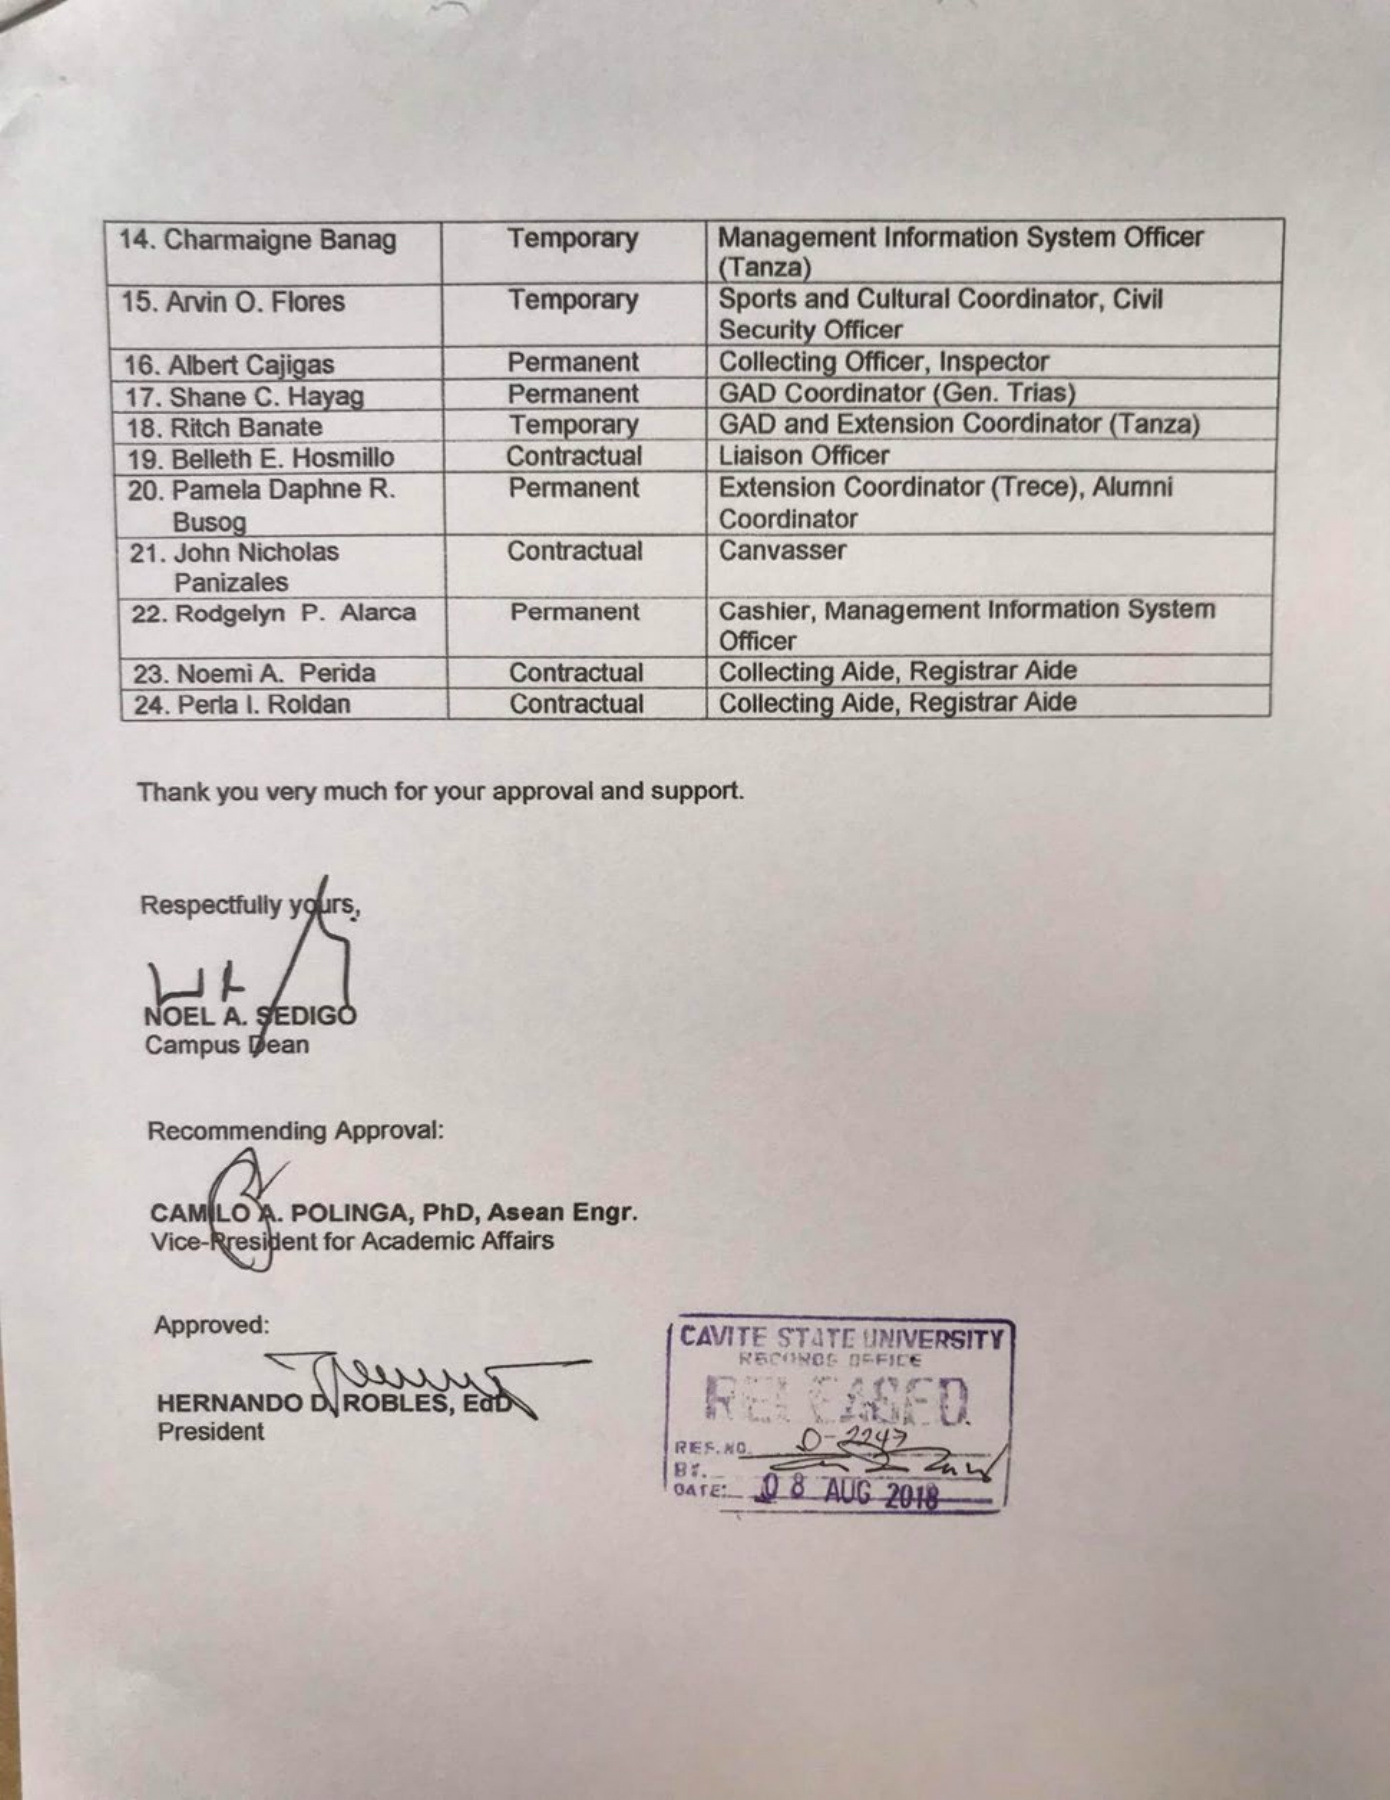 14. Charmaigne Banag Temporary Management Information System Officer
(Tanza)
15. Arvin O. Flores Temporary Sports and Cultural Coordinator, Civil
Security Officer
16. Albert Cajigas Permanent Collecting Officer, Inspector
17. Shane C. Hayag Permanent GAD Coordinator (Gen. Trias)
18. Ritch Banate Temporary GAD and Extension Coordinator (Tanza)
19. Belleth E. Hosmillo Contractual Liaison Officer
20. Pamela Daphne R. Permanent Extension Coordinator (Trece), Alumni
Busog Coordinator
21. John Nicholas Contractual Canvasser
Panizales
22. Rodgelyn P. Alarca Permanent Cashier, Management Information System
Officer
23. Noemi A. Perida Contractual Collecting Aide, Registrar Aide
24. Perla I. Roldan Contractual Collecting Aide, Registrar Aide
Thank you very much for your approval and support.
Respectfully yours,
NOEL A. SEDIGO
Campus Dean
Recommending Approval:
CAMILO A. POLINGA, PhD, Asean Engr.
Vice-President for Academic Affairs
Approved:
HERNANDO D. ROBLES, EdD
President
CAVITE STATE UNIVERSITY
RECORDS OFFICE
RELEASED
REF. NO. D-2247
BY.
DATE: 08 AUG 2018